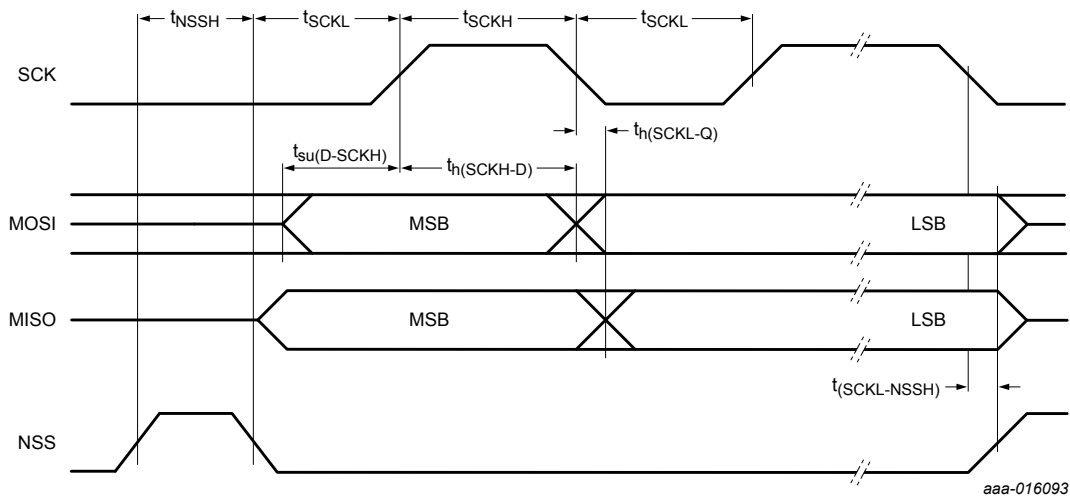 tNSSH tSCKL tSCKH tSCKL
SCK
th(SCKL-Q)
tsu(D-SCKH)
th(SCKH-D)
MOSI MSB LSB
MISO MSB LSB
t(SCKL-NSSH)
NSS
aaa-016093